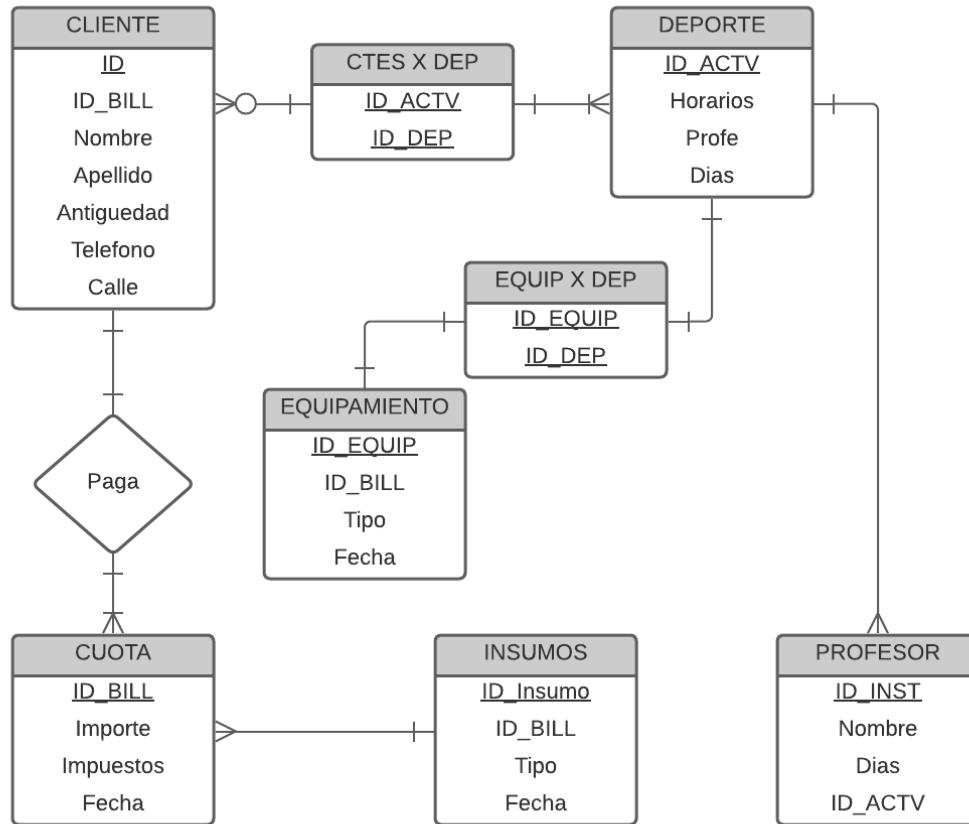 CLIENTE
ID
ID_BILL
Nombre
Apellido
Antiguedad
Telefono
Calle
CTES X DEP
ID_ACTV
ID_DEP
DEPORTE
ID_ACTV
Horarios
Profe
Dias
EQUIP X DEP
ID_EQUIP
ID_DEP
EQUIPAMIENTO
ID_EQUIP
ID_BILL
Tipo
Fecha
Paga
CUOTA
ID_BILL
Importe
Impuestos
Fecha
INSUMOS
ID_Insumo
ID_BILL
Tipo
Fecha
PROFESOR
ID_INST
Nombre
Dias
ID_ACTV